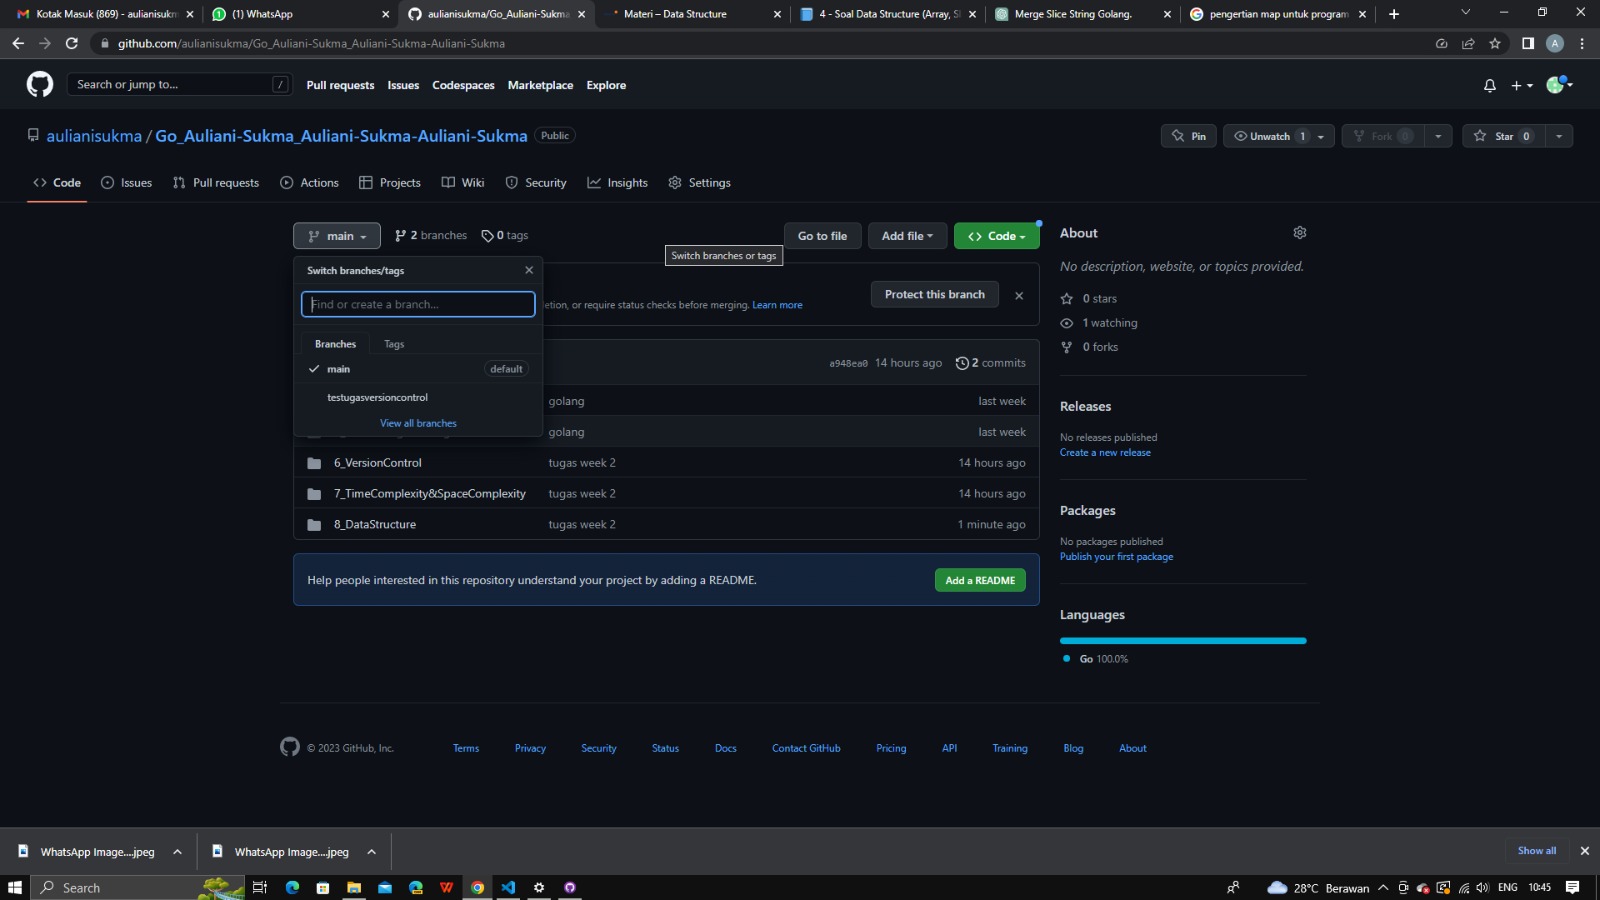 Kotak Masuk (869) - aulianisukm
(1) WhatsApp
aulianisukma/Go_Auliani-Sukma
Materi – Data Structure
4 - Soal Data Structure (Array, Sl
Merge Slice String Golang.
pengertian map untuk program
github.com/aulianisukma/Go_Auliani-Sukma_Auliani-Sukma-Auliani-Sukma
A
Search or jump to...
/
Pull requests
Issues
Codespaces
Marketplace
Explore
aulianisukma / Go_Auliani-Sukma_Auliani-Sukma-Auliani-Sukma
Public
Pin
Unwatch 1
Fork 0
Star 0
Code
Issues
Pull requests
Actions
Projects
Wiki
Security
Insights
Settings
main
2 branches
0 tags
Go to file
Add file
Code
Switch branches or tags
Switch branches/tags
Find or create a branch...
Branches
Tags
main
default
testugasversioncontrol
View all branches
etion, or require status checks before merging. Learn more
Protect this branch
a948ea0 14 hours ago
2 commits
golang
last week
golang
last week
6_VersionControl
tugas week 2
14 hours ago
7_TimeComplexity&SpaceComplexity
tugas week 2
14 hours ago
8_DataStructure
tugas week 2
1 minute ago
Help people interested in this repository understand your project by adding a README.
Add a README
About
No description, website, or topics provided.
0 stars
1 watching
0 forks
Releases
No releases published
Create a new release
Packages
No packages published
Publish your first package
Languages
Go 100.0%
© 2023 GitHub, Inc.
Terms
Privacy
Security
Status
Docs
Contact GitHub
Pricing
API
Training
Blog
About
WhatsApp Image....jpeg
WhatsApp Image....jpeg
Show all
Search
28°C Berawan
ENG
10:45